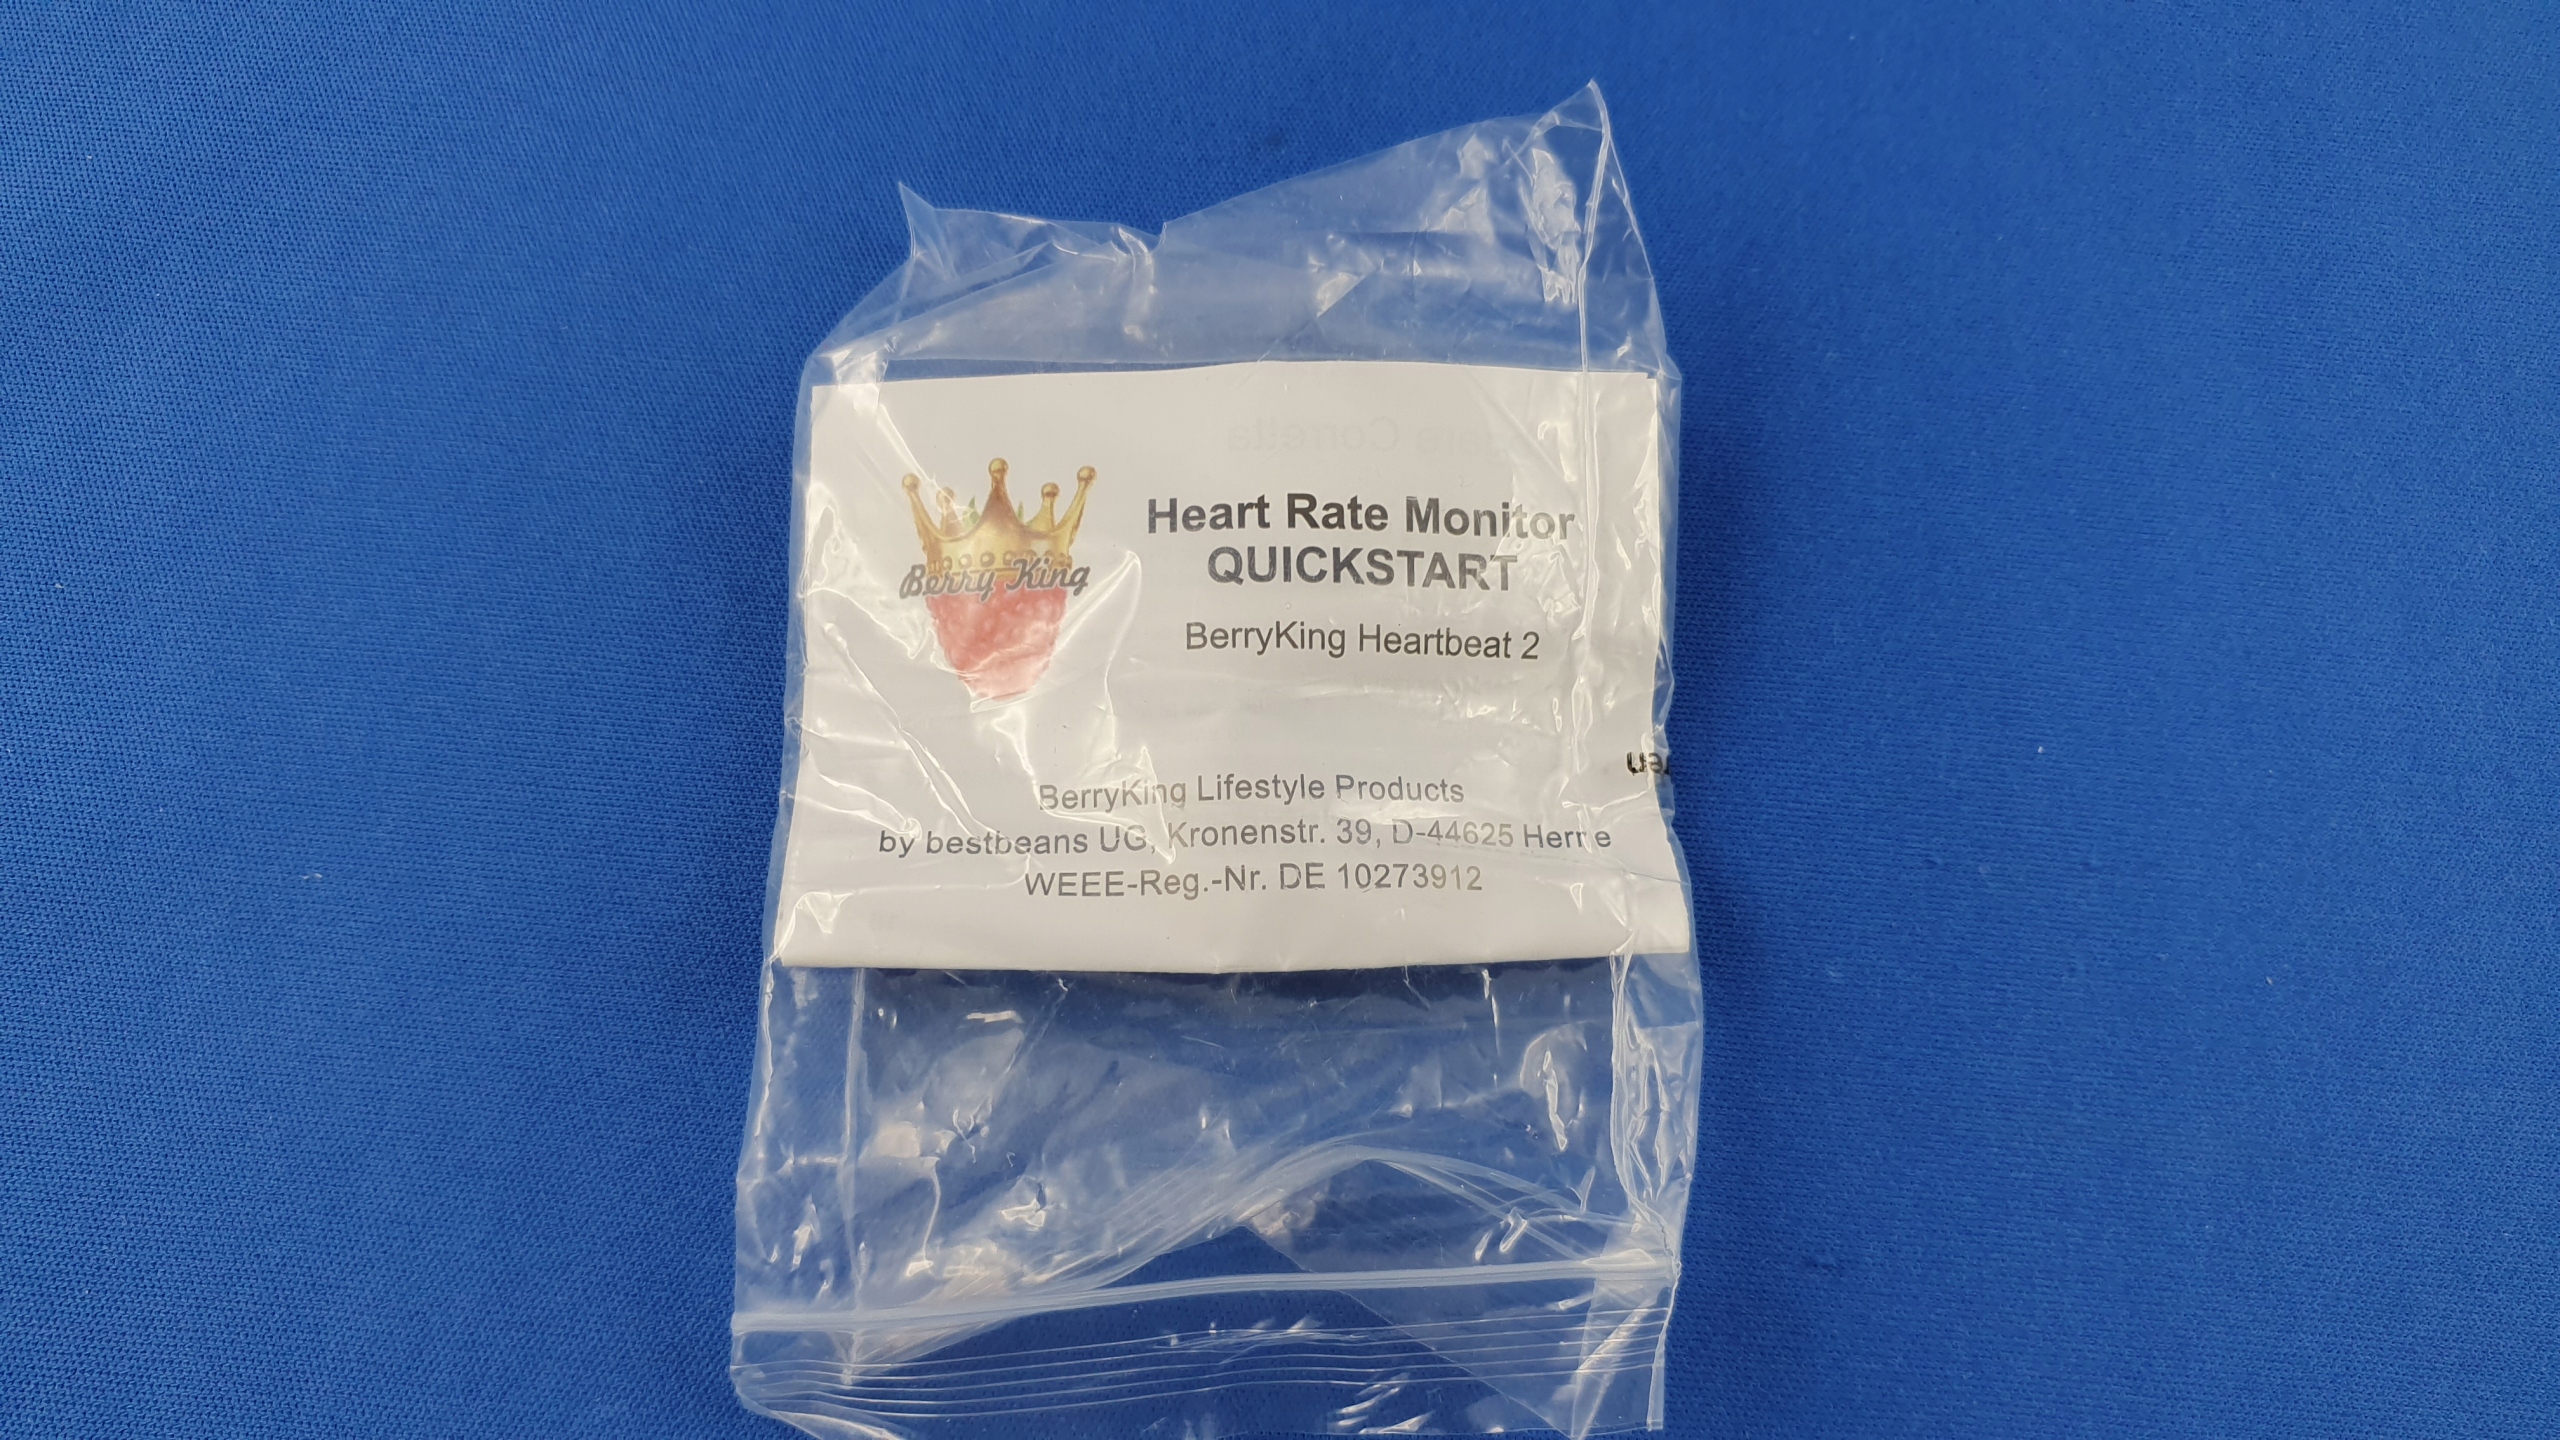 Berry King
Heart Rate Monitor
QUICKSTART
BerryKing Heartbeat 2
BerryKing Lifestyle Products
by bestbeans UG, Kronenstr. 39, D-44625 Herne
WEEE-Reg.-Nr. DE 10273912